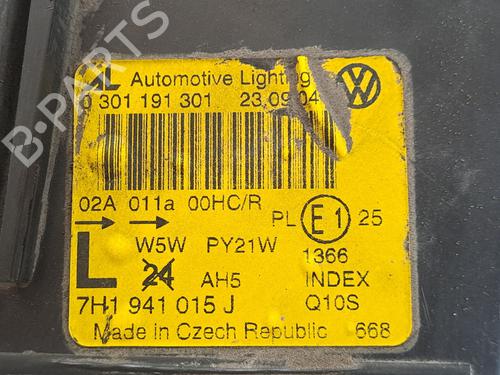 B-PARTS
AL Automotive Lighting
0 301 191 301 23.09.04
02A 011a 00HC/R
PL E1 25
W5W PY21W 1366
L 24 AH5 INDEX
7H1 941 015 J Q10S
Made in Czech Republic 668